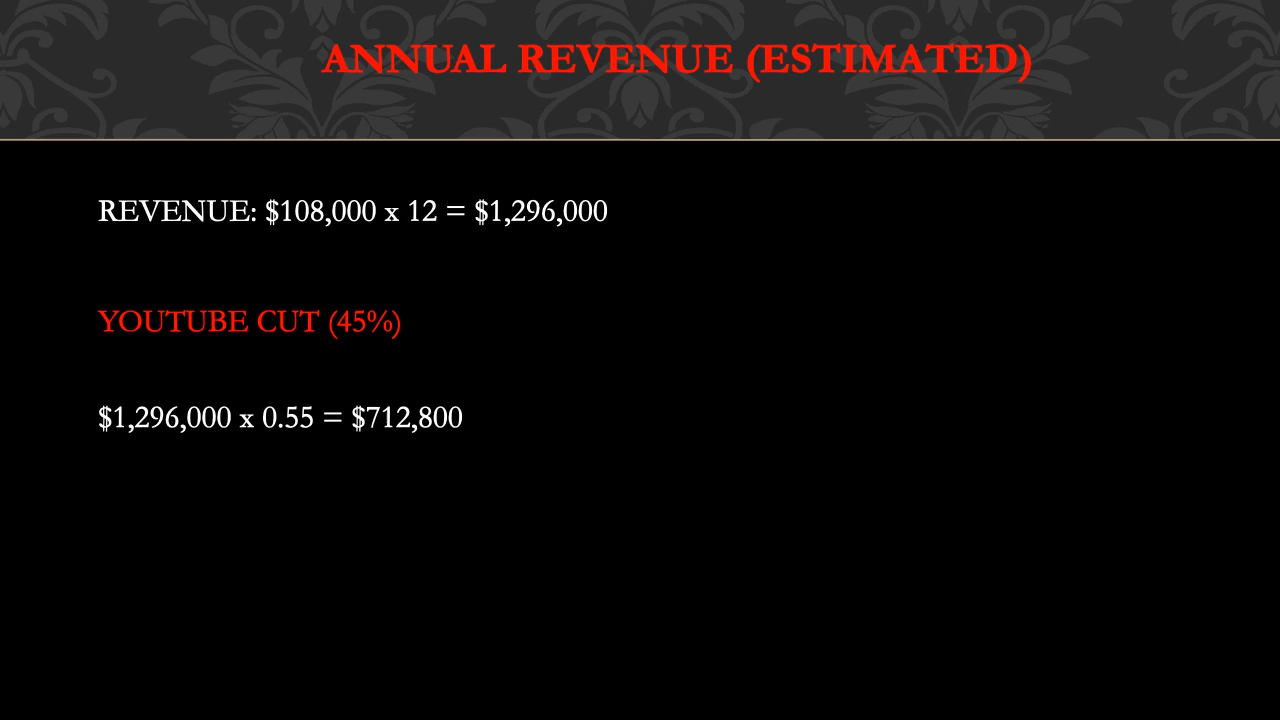 ANNUAL REVENUE (ESTIMATED)
REVENUE: $108,000 x 12 = $1,296,000
YOUTUBE CUT (45%)
$1,296,000 x 0.55 = $712,800